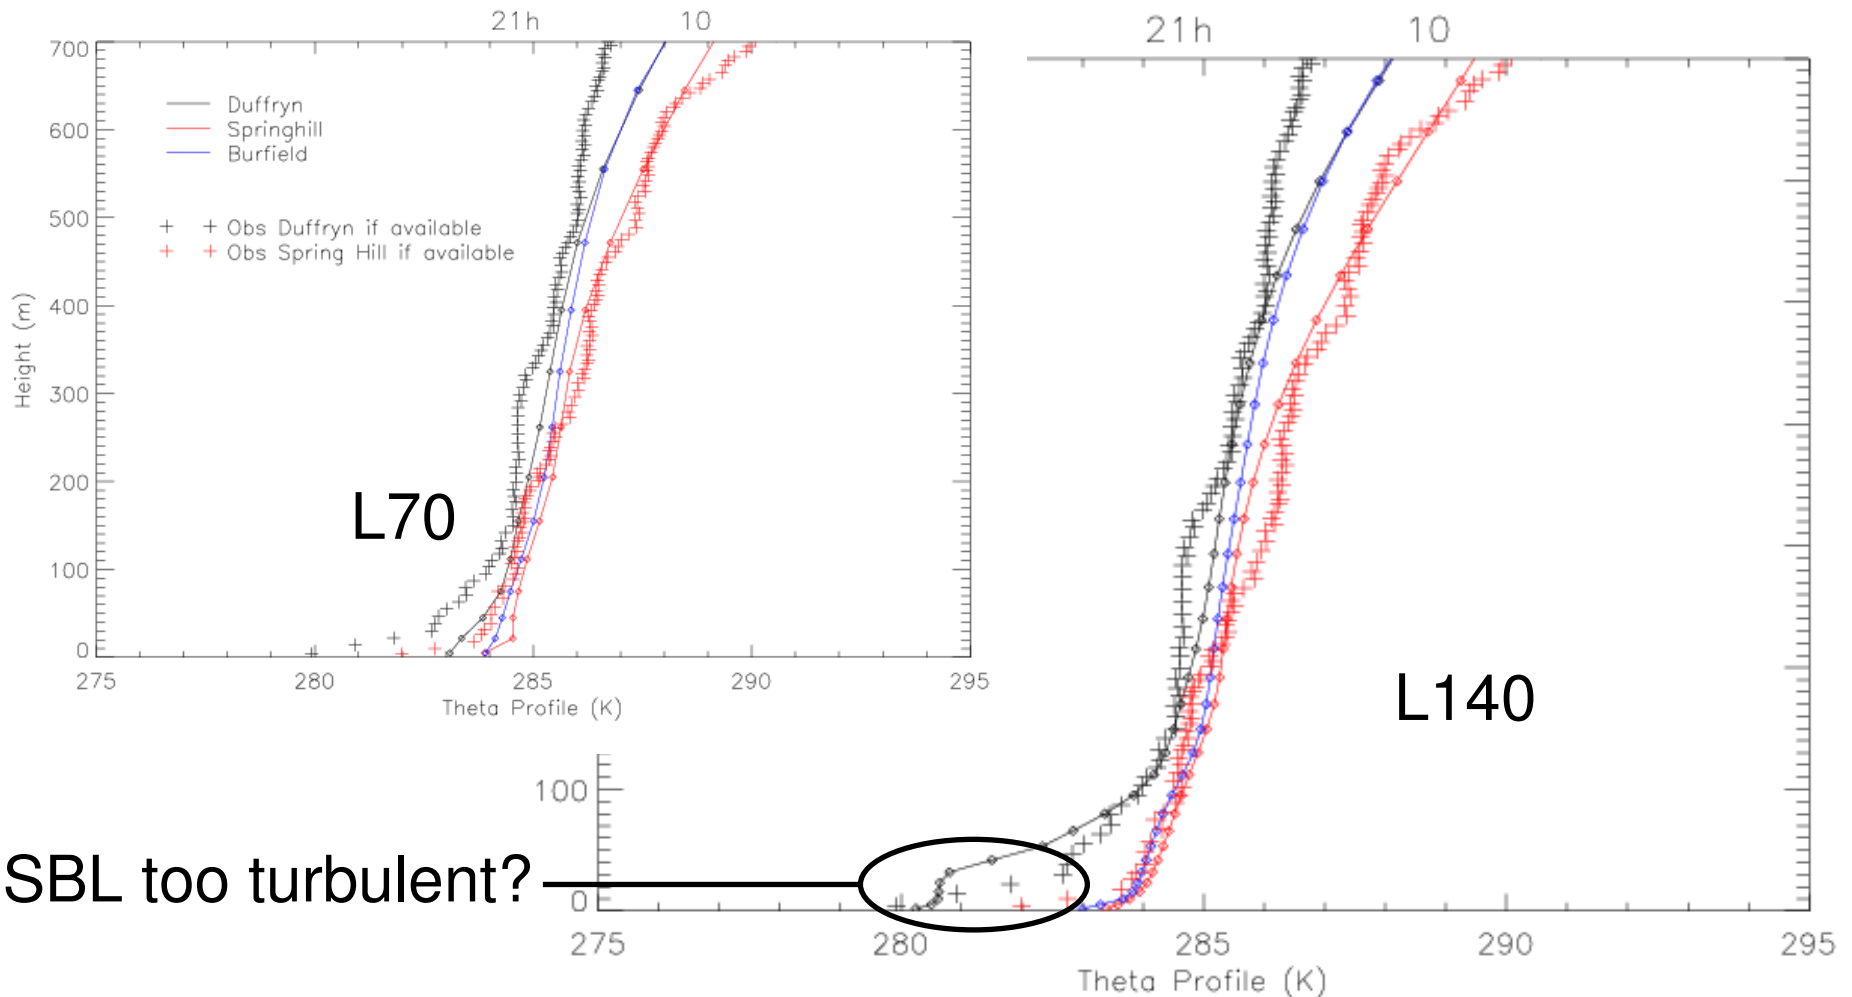 21h 10
700
600
500
400
300
200
100
0
Height (m)
Duffryn
Springhill
Burfield
Obs Duffryn if available
Obs Spring Hill if available
L70
275 280 285 290 295
Theta Profile (K)
21h 10
L140
100
0
SBL too turbulent?
275 280 285 290 295
Theta Profile (K)